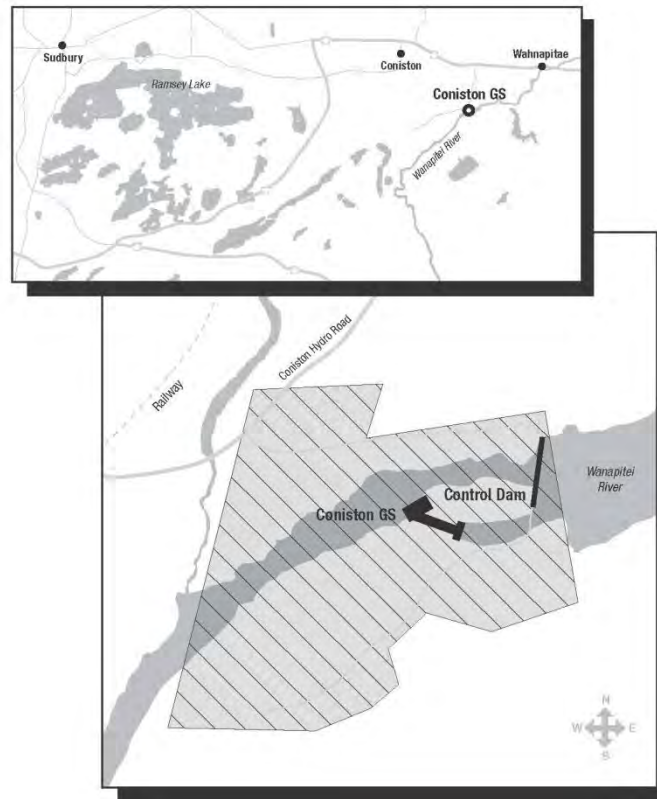 Sudbury
Ramsey Lake
Coniston
Wahnapitae
Coniston GS
Wanapitei River
Railway
Coniston Hydro Road
Wanapitei
River
Control Dam
Coniston GS
N
W E
S